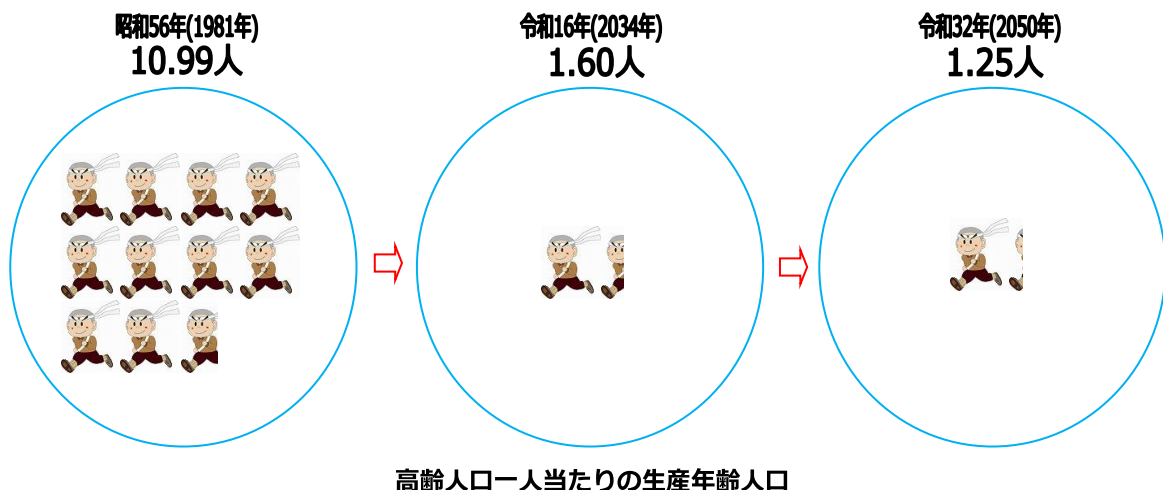 昭和56年(1981年)
10.99人
令和16年(2034年)
1.60人
令和32年(2050年)
1.25人
高齢人口一人当たりの生産年齢人口